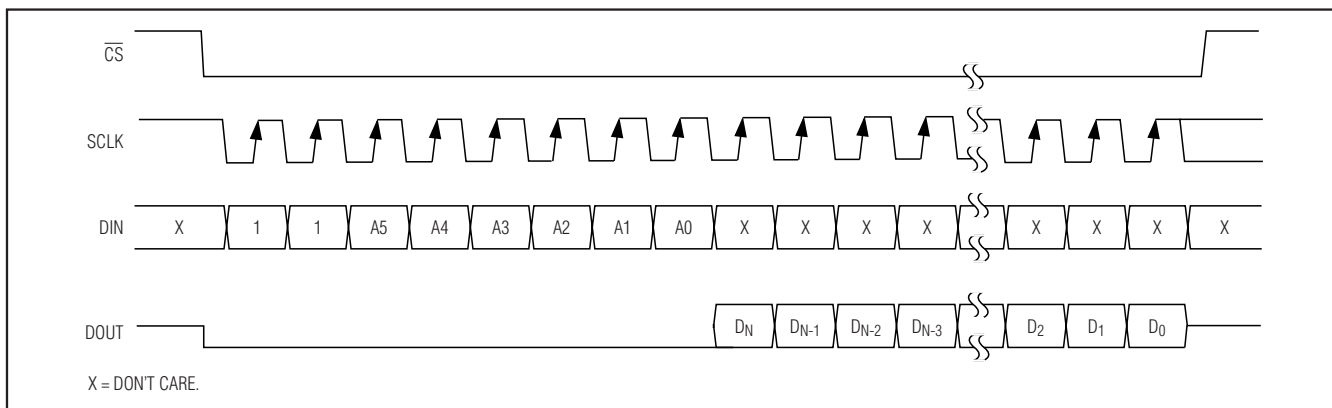 CS
SCLK
DIN X 1 1 A5 A4 A3 A2 A1 A0 X X X X X X X X
DOUT DN DN-1 DN-2 DN-3 D2 D1 D0
X = DON'T CARE.